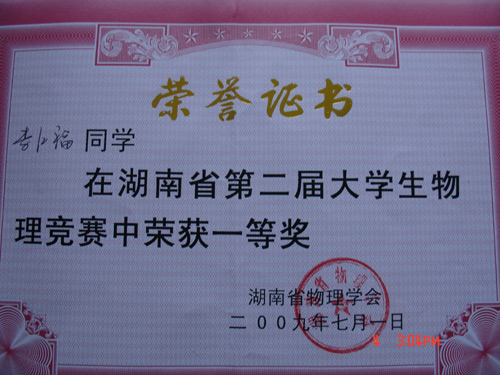 荣誉证书
同学
在湖南省第二届大学生物
理竞赛中荣获一等奖
湖南省物理学会
二00九年七月一日